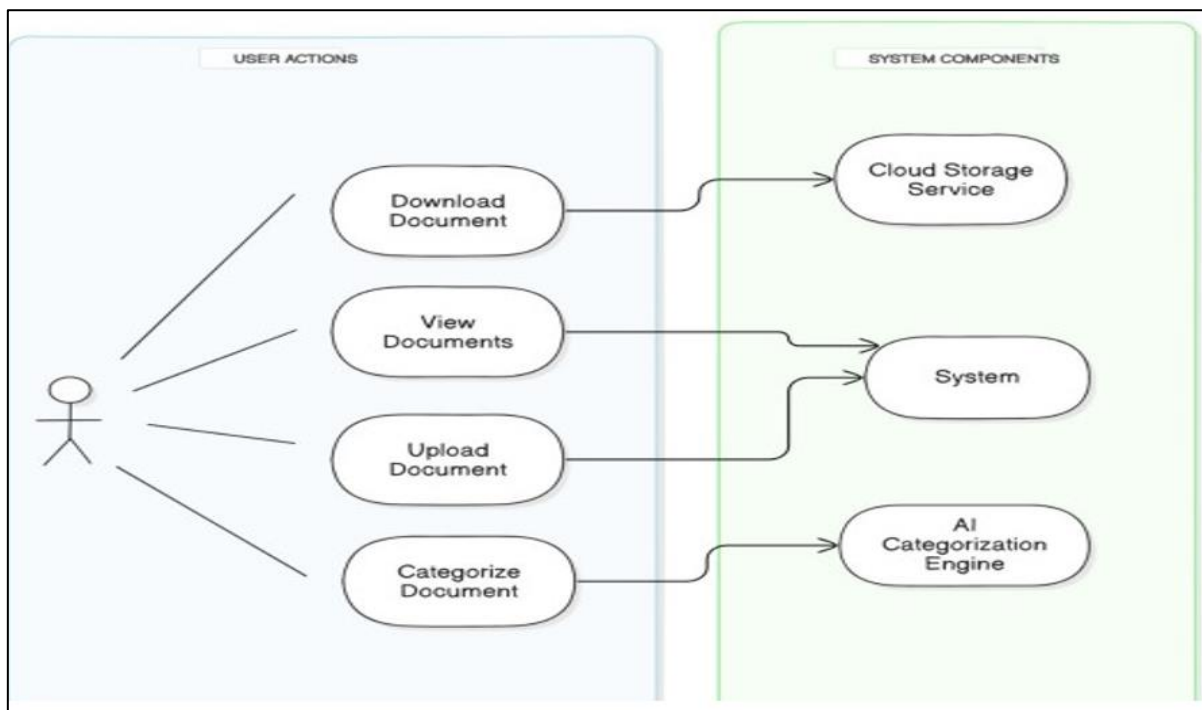 USER ACTIONS
Download
Document
View
Documents
Upload
Document
Categorize
Document
SYSTEM COMPONENTS
Cloud Storage
Service
System
AI
Categorization
Engine